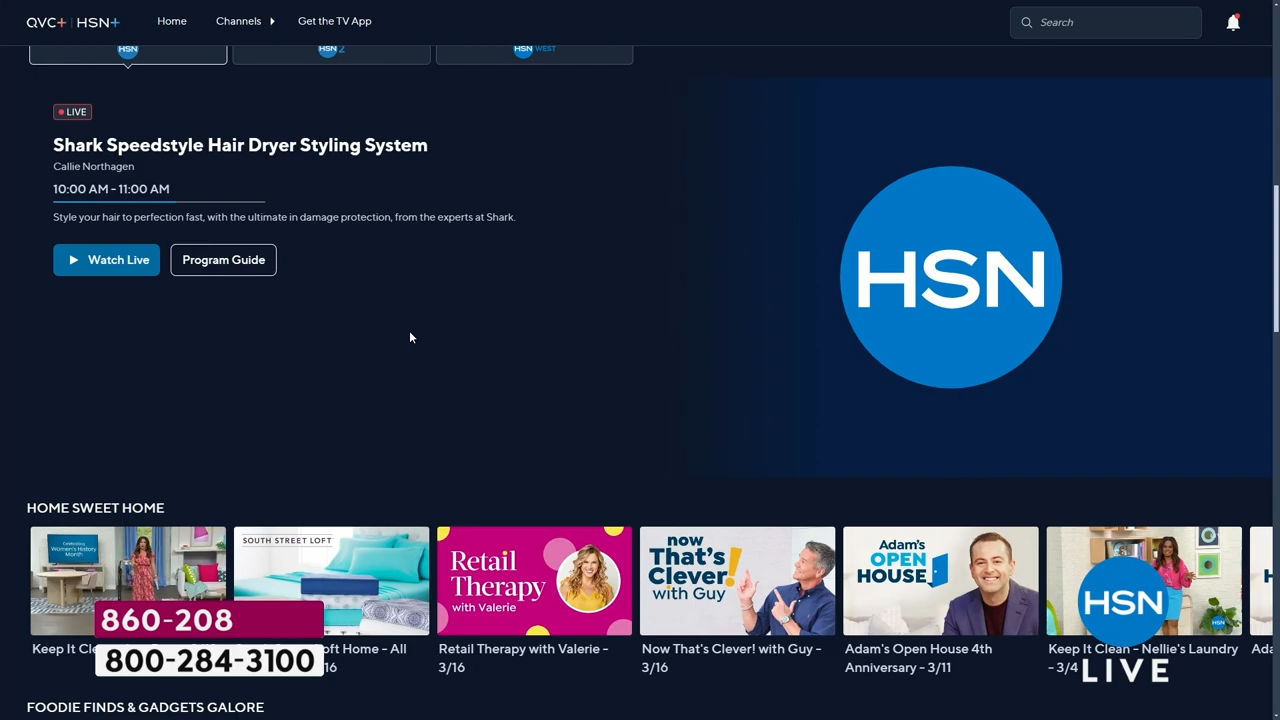 QVC+ | HSN+
Home
Channels
Get the TV App
Search
HSN
HSN 2
HSN WEST
LIVE
Shark Speedstyle Hair Dryer Styling System
Callie Northagen
10:00 AM - 11:00 AM
Style your hair to perfection fast, with the ultimate in damage protection, from the experts at Shark.
Watch Live
Program Guide
HSN
HOME SWEET HOME
Celebrating
Women's History
Month
SOUTH STREET LOFT
Retail
Therapy
with Valerie
now
That's
Clever!
with Guy
Adam's
OPEN
HOUSE
HSN
HSN
860-208
Keep It
oft Home - All
Retail Therapy with Valerie -
Now That's Clever! with Guy -
Adam's Open House 4th
Keep It Clean - Nellie's Laundry
800-284-3100
16
3/16
3/16
Anniversary - 3/11
- 3/4
LIVE
FOODIE FINDS & GADGETS GALORE